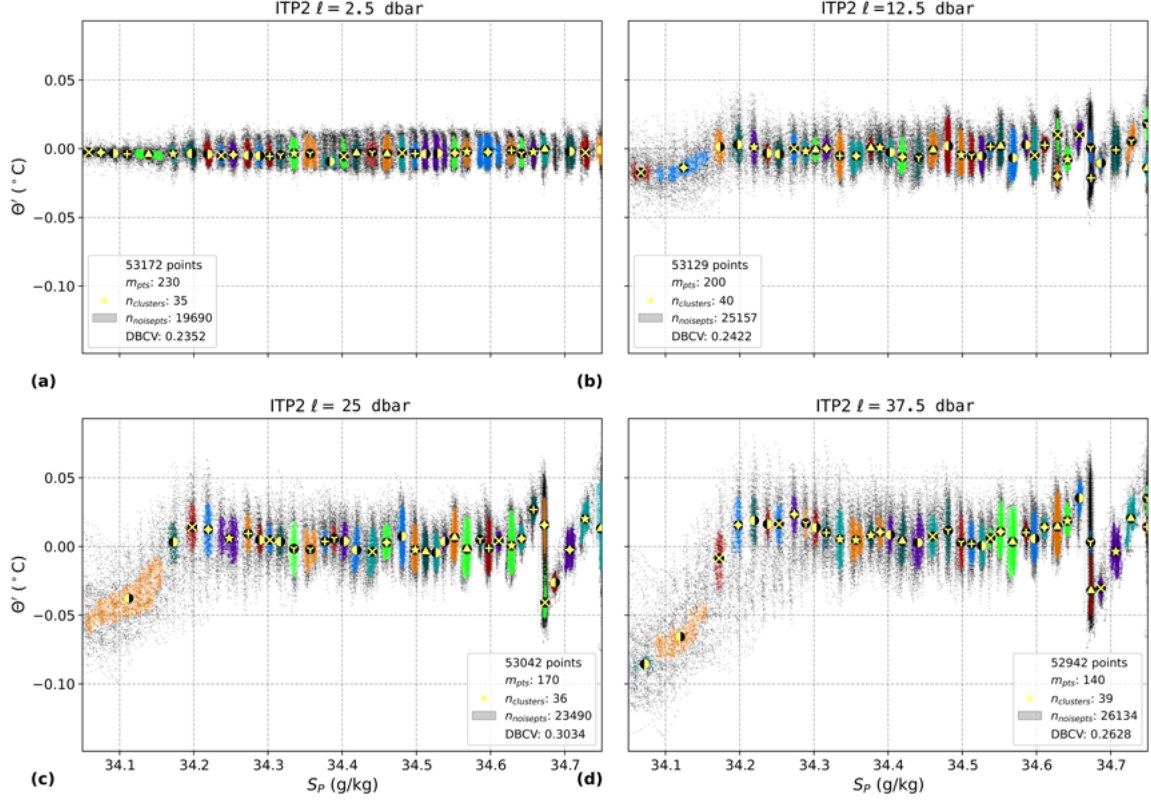 ITP2 ℓ = 2.5 dbar
ITP2 ℓ =12.5 dbar
Θ′ (°C)
0.05
0.00
−0.05
−0.10
53172 points
m_pts: 230
n_clusters: 35
n_noisepts: 19690
DBCV: 0.2352
53129 points
m_pts: 200
n_clusters: 40
n_noisepts: 25157
DBCV: 0.2422
(a)
(b)
ITP2 ℓ = 25 dbar
ITP2 ℓ = 37.5 dbar
Θ′ (°C)
0.05
0.00
−0.05
−0.10
53042 points
m_pts: 170
n_clusters: 36
n_noisepts: 23490
DBCV: 0.3034
52942 points
m_pts: 140
n_clusters: 39
n_noisepts: 26134
DBCV: 0.2628
34.1 34.2 34.3 34.4 34.5 34.6 34.7
34.1 34.2 34.3 34.4 34.5 34.6 34.7
(c)
S_P (g/kg)
(d)
S_P (g/kg)